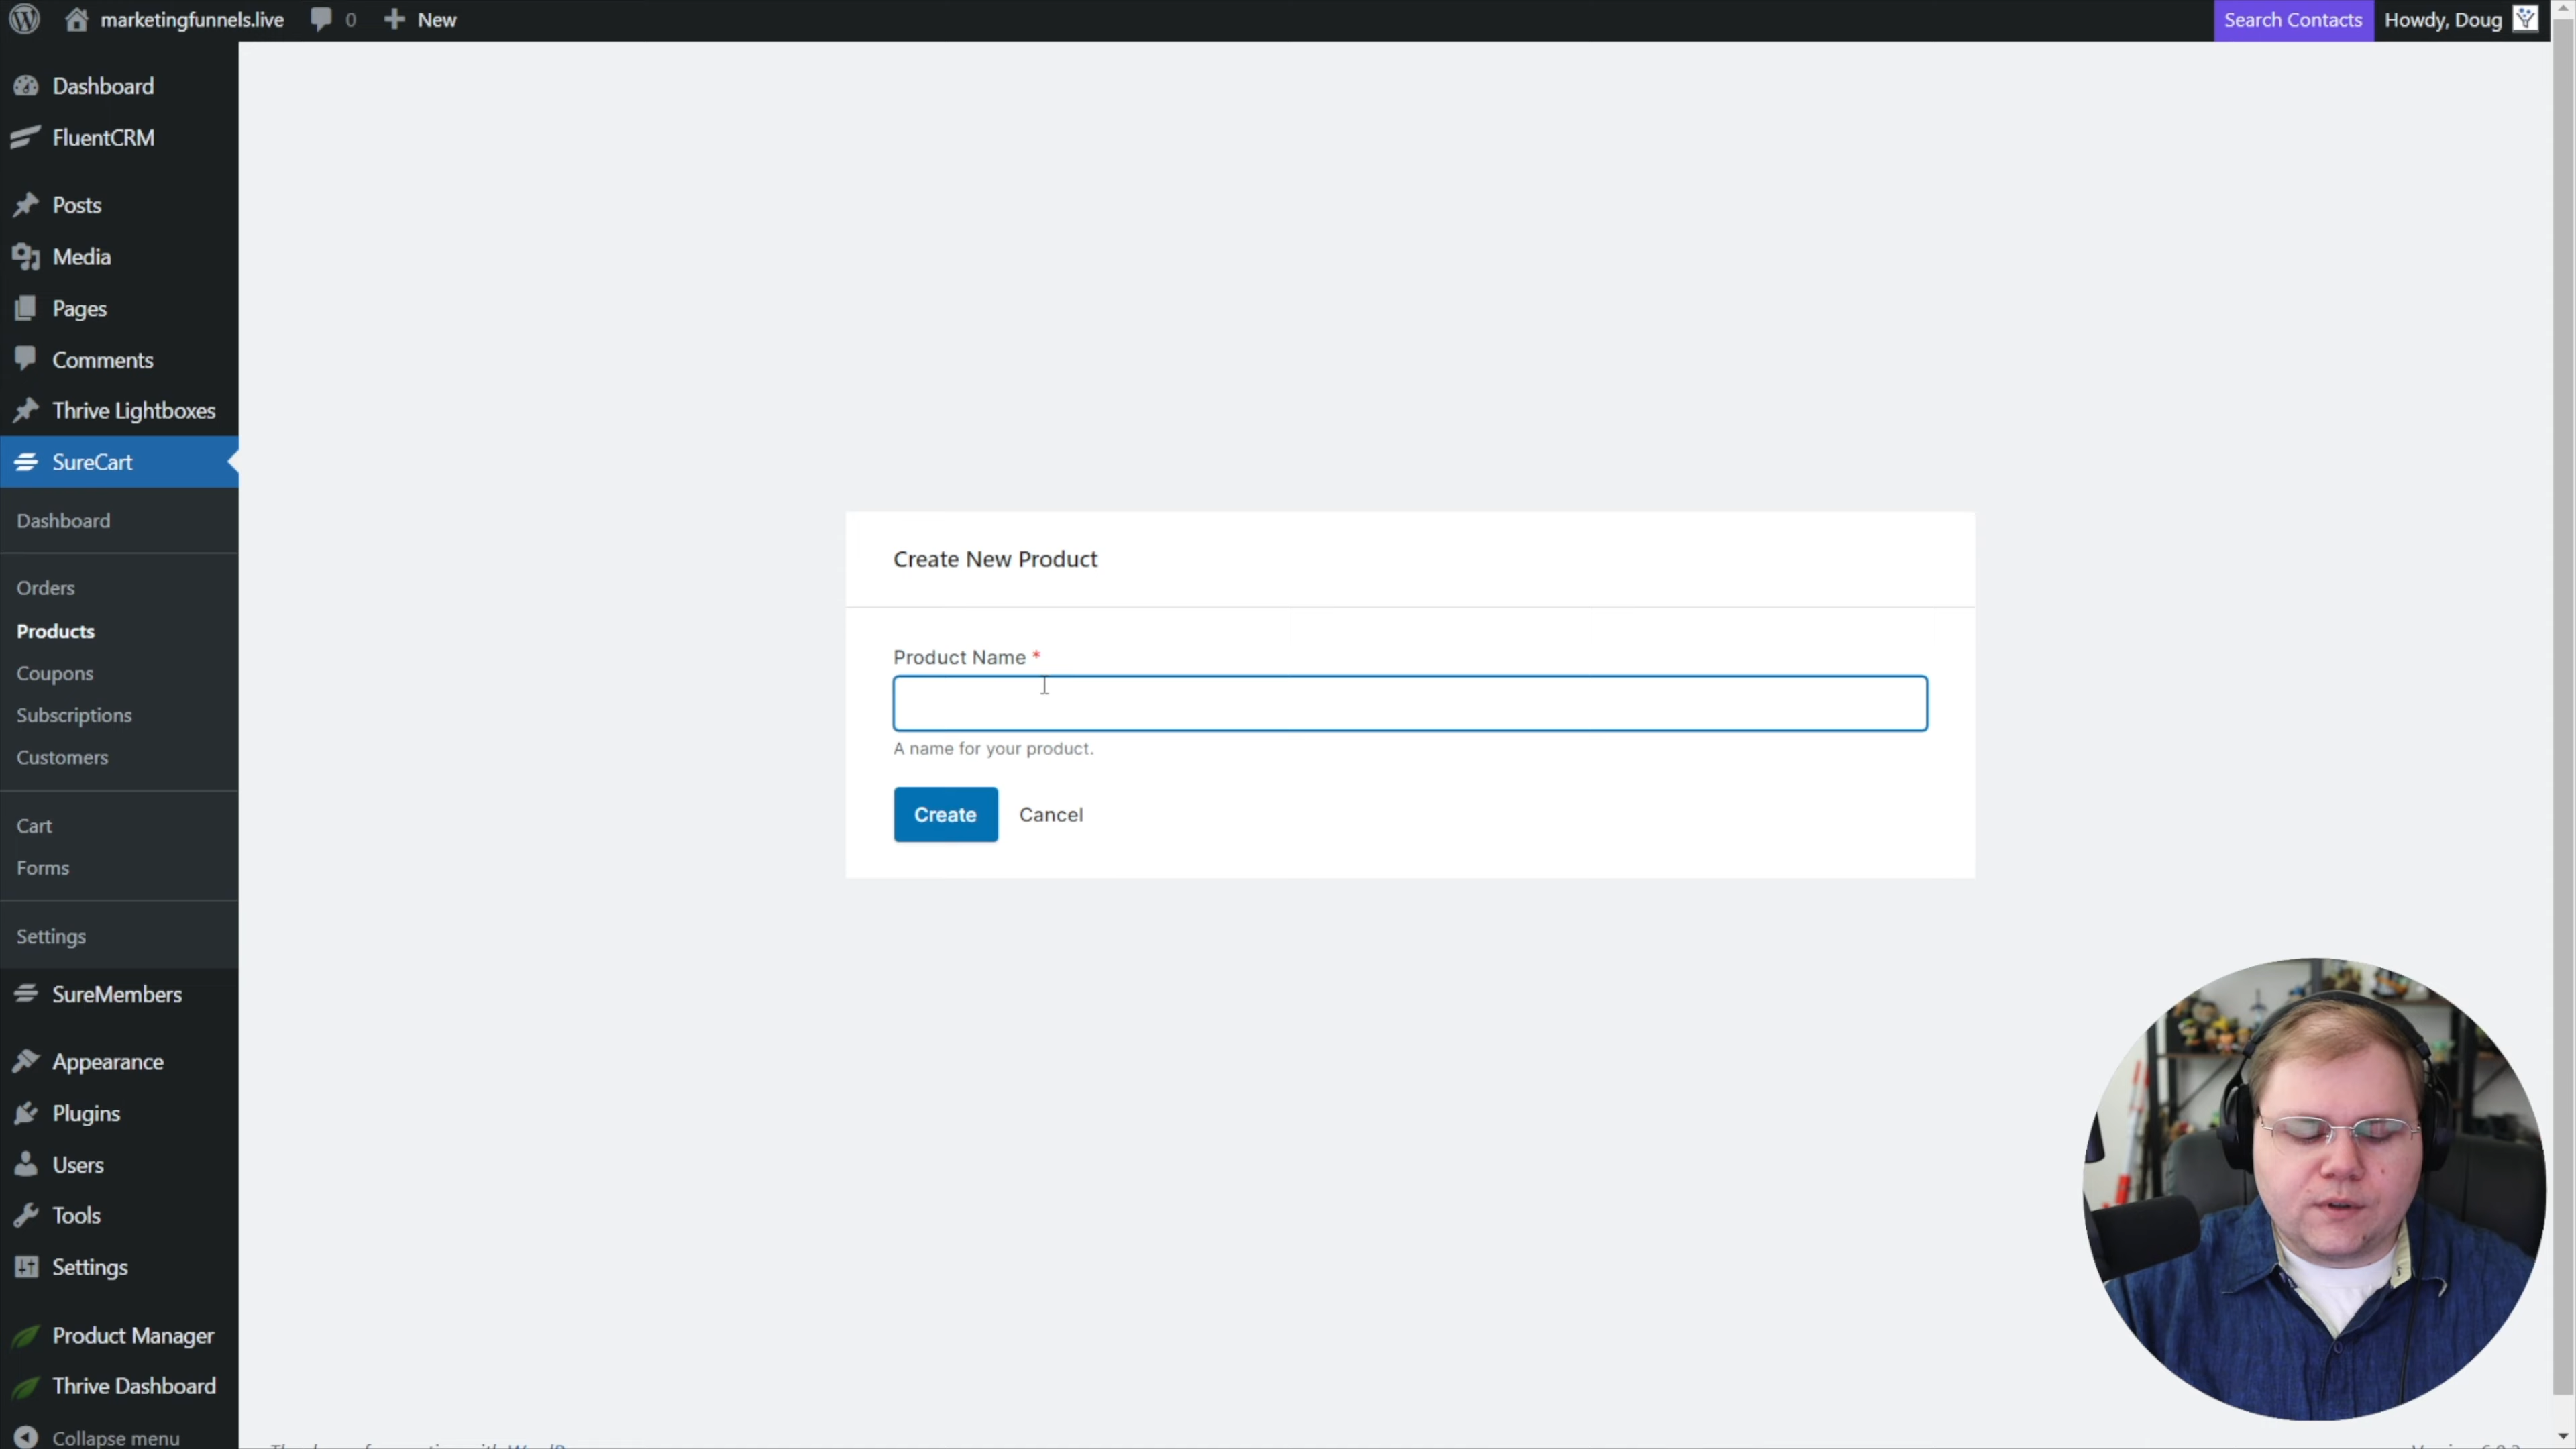 marketingfunnels.live 0 New Search Contacts Howdy, Doug
Dashboard
FluentCRM
Posts
Media
Pages
Comments
Thrive Lightboxes
SureCart
Dashboard
Orders
Products
Coupons
Subscriptions
Customers
Cart
Forms
Settings
SureMembers
Appearance
Plugins
Users
Tools
Settings
Product Manager
Thrive Dashboard
Collapse menu
Create New Product
Product Name *
A name for your product.
Create Cancel